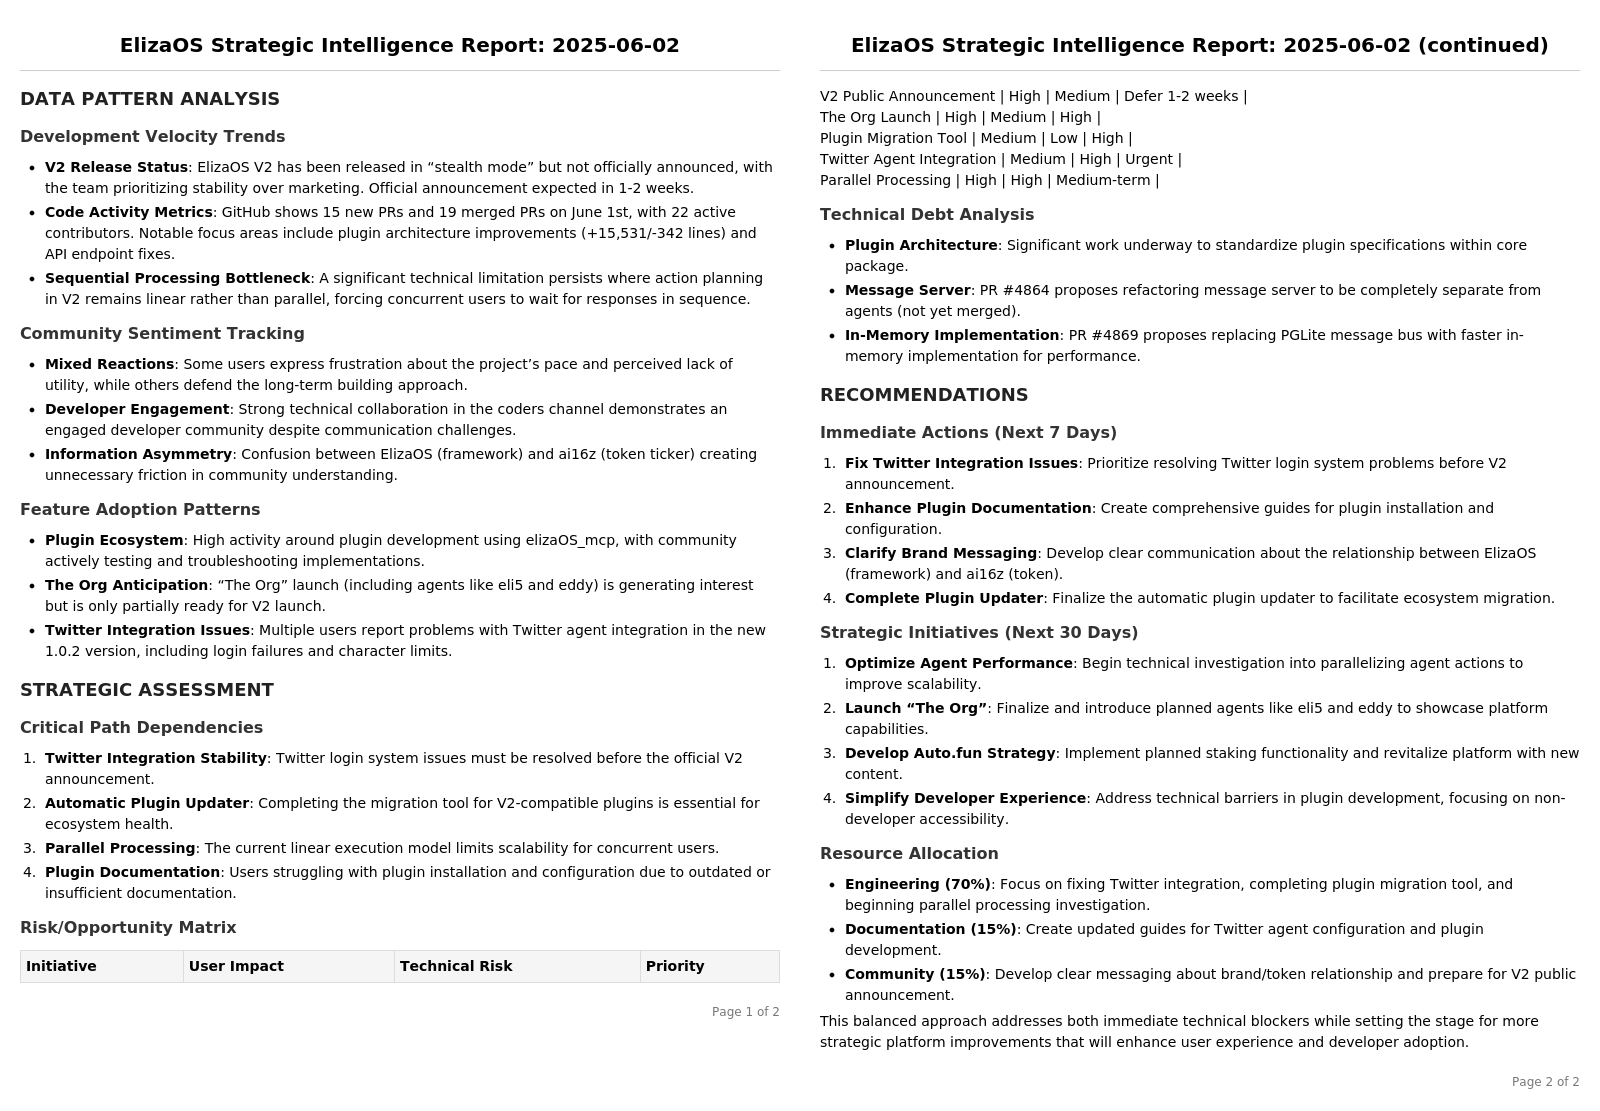 ElizaOS Strategic Intelligence Report: 2025-06-02
DATA PATTERN ANALYSIS
Development Velocity Trends
• V2 Release Status: ElizaOS V2 has been released in “stealth mode” but not officially announced, with
the team prioritizing stability over marketing. Official announcement expected in 1-2 weeks.
• Code Activity Metrics: GitHub shows 15 new PRs and 19 merged PRs on June 1st, with 22 active
contributors. Notable focus areas include plugin architecture improvements (+15,531/-342 lines) and
API endpoint fixes.
• Sequential Processing Bottleneck: A significant technical limitation persists where action planning
in V2 remains linear rather than parallel, forcing concurrent users to wait for responses in sequence.
Community Sentiment Tracking
• Mixed Reactions: Some users express frustration about the project’s pace and perceived lack of
utility, while others defend the long-term building approach.
• Developer Engagement: Strong technical collaboration in the coders channel demonstrates an
engaged developer community despite communication challenges.
• Information Asymmetry: Confusion between ElizaOS (framework) and ai16z (token ticker) creating
unnecessary friction in community understanding.
Feature Adoption Patterns
• Plugin Ecosystem: High activity around plugin development using elizaOS_mcp, with community
actively testing and troubleshooting implementations.
• The Org Anticipation: “The Org” launch (including agents like eli5 and eddy) is generating interest
but is only partially ready for V2 launch.
• Twitter Integration Issues: Multiple users report problems with Twitter agent integration in the new
1.0.2 version, including login failures and character limits.
STRATEGIC ASSESSMENT
Critical Path Dependencies
1. Twitter Integration Stability: Twitter login system issues must be resolved before the official V2
announcement.
2. Automatic Plugin Updater: Completing the migration tool for V2-compatible plugins is essential for
ecosystem health.
3. Parallel Processing: The current linear execution model limits scalability for concurrent users.
4. Plugin Documentation: Users struggling with plugin installation and configuration due to outdated or
insufficient documentation.
Risk/Opportunity Matrix
Initiative User Impact Technical Risk Priority
Page 1 of 2
ElizaOS Strategic Intelligence Report: 2025-06-02 (continued)
V2 Public Announcement | High | Medium | Defer 1-2 weeks |
The Org Launch | High | Medium | High |
Plugin Migration Tool | Medium | Low | High |
Twitter Agent Integration | Medium | High | Urgent |
Parallel Processing | High | High | Medium-term |
Technical Debt Analysis
• Plugin Architecture: Significant work underway to standardize plugin specifications within core
package.
• Message Server: PR #4864 proposes refactoring message server to be completely separate from
agents (not yet merged).
• In-Memory Implementation: PR #4869 proposes replacing PGLite message bus with faster in-
memory implementation for performance.
RECOMMENDATIONS
Immediate Actions (Next 7 Days)
1. Fix Twitter Integration Issues: Prioritize resolving Twitter login system problems before V2
announcement.
2. Enhance Plugin Documentation: Create comprehensive guides for plugin installation and
configuration.
3. Clarify Brand Messaging: Develop clear communication about the relationship between ElizaOS
(framework) and ai16z (token).
4. Complete Plugin Updater: Finalize the automatic plugin updater to facilitate ecosystem migration.
Strategic Initiatives (Next 30 Days)
1. Optimize Agent Performance: Begin technical investigation into parallelizing agent actions to
improve scalability.
2. Launch “The Org”: Finalize and introduce planned agents like eli5 and eddy to showcase platform
capabilities.
3. Develop Auto.fun Strategy: Implement planned staking functionality and revitalize platform with new
content.
4. Simplify Developer Experience: Address technical barriers in plugin development, focusing on non-
developer accessibility.
Resource Allocation
• Engineering (70%): Focus on fixing Twitter integration, completing plugin migration tool, and
beginning parallel processing investigation.
• Documentation (15%): Create updated guides for Twitter agent configuration and plugin
development.
• Community (15%): Develop clear messaging about brand/token relationship and prepare for V2 public
announcement.
This balanced approach addresses both immediate technical blockers while setting the stage for more
strategic platform improvements that will enhance user experience and developer adoption.
Page 2 of 2